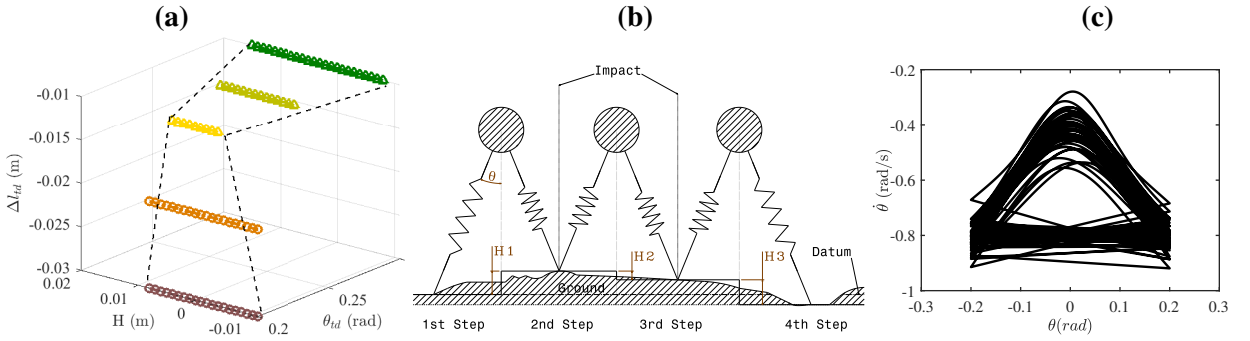 (a)
-0.01
-0.015
-0.02
-0.025
-0.03
Δl_td (m)
0.02
0.01
0
-0.01
H (m)
0.2
0.25
θ_td (rad)
(b)
Impact
θ
H1
H2
H3
Datum
Ground
1st Step
2nd Step
3rd Step
4th Step
(c)
-0.2
-0.4
-0.6
-0.8
-1
θ̇ (rad/s)
-0.3
-0.2
-0.1
0
0.1
0.2
0.3
θ(rad)